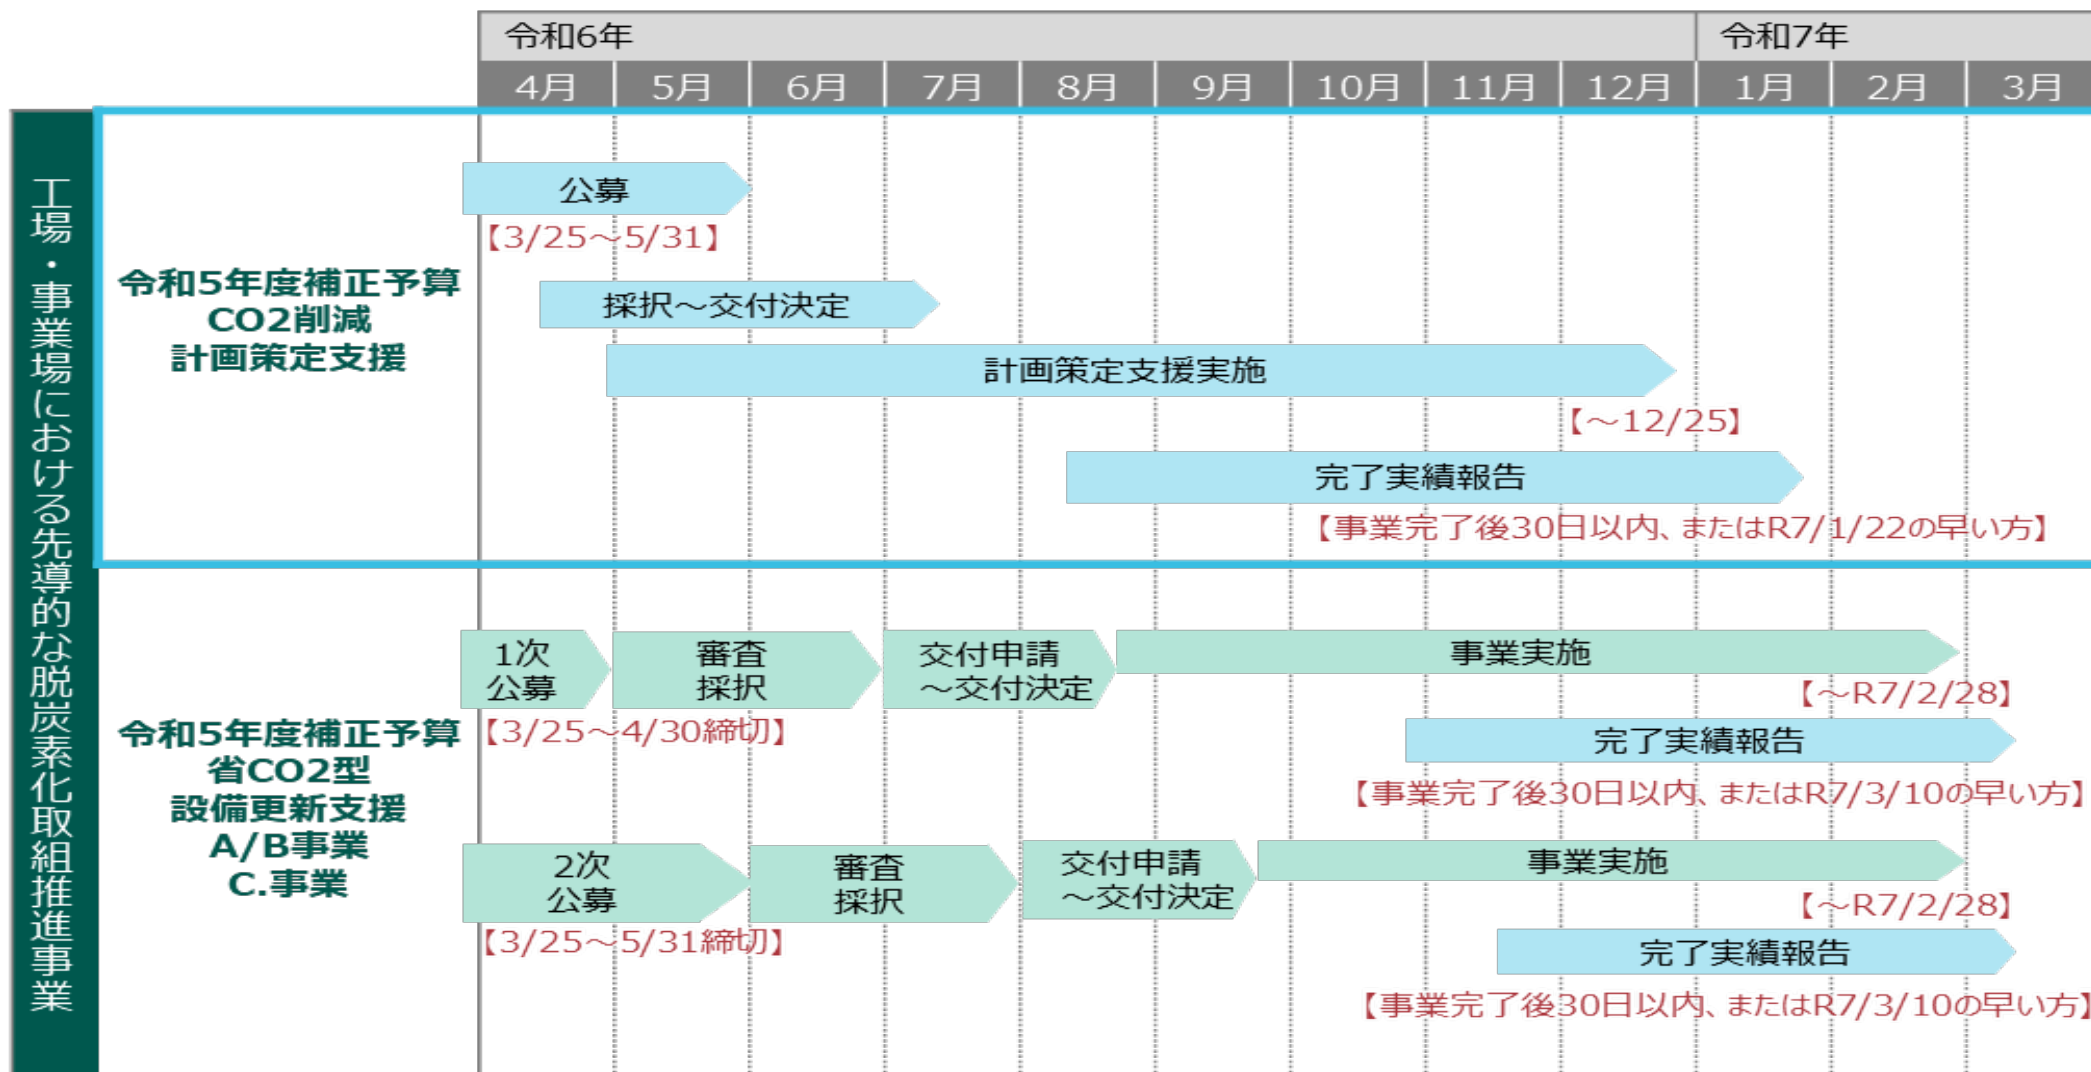 令和6年
令和7年
4月
5月
6月
7月
8月
9月
10月
11月
12月
1月
2月
3月
工場・事業場における先導的な脱炭素化取組推進事業
令和5年度補正予算
CO2削減
計画策定支援
公募
【3/25～5/31】
採択～交付決定
計画策定支援実施
【～12/25】
完了実績報告
【事業完了後30日以内、またはR7/1/22の早い方】
令和5年度補正予算
省CO2型
設備更新支援
A/B事業
C.事業
1次
公募
【3/25～4/30締切】
審査
採択
交付申請
～交付決定
事業実施
【～R7/2/28】
完了実績報告
【事業完了後30日以内、またはR7/3/10の早い方】
2次
公募
【3/25～5/31締切】
審査
採択
交付申請
～交付決定
事業実施
【～R7/2/28】
完了実績報告
【事業完了後30日以内、またはR7/3/10の早い方】